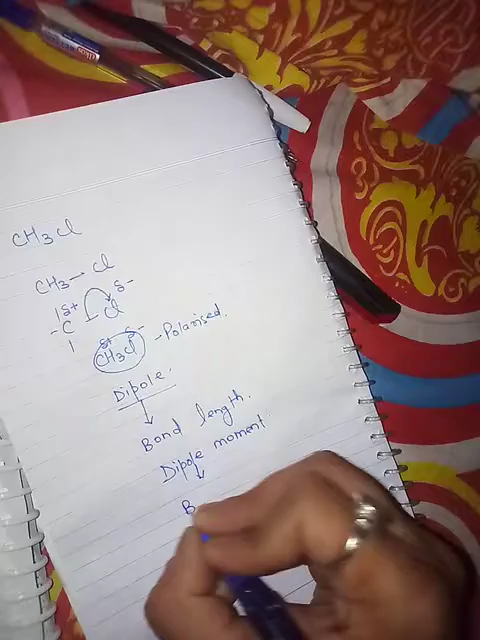 CH3Cl
CH3 — Cl
δ+ δ-
-C — Cl
δ+ δ-
CH3Cl - Polarised.
Dipole.
Bond length.
Dipole moment
B